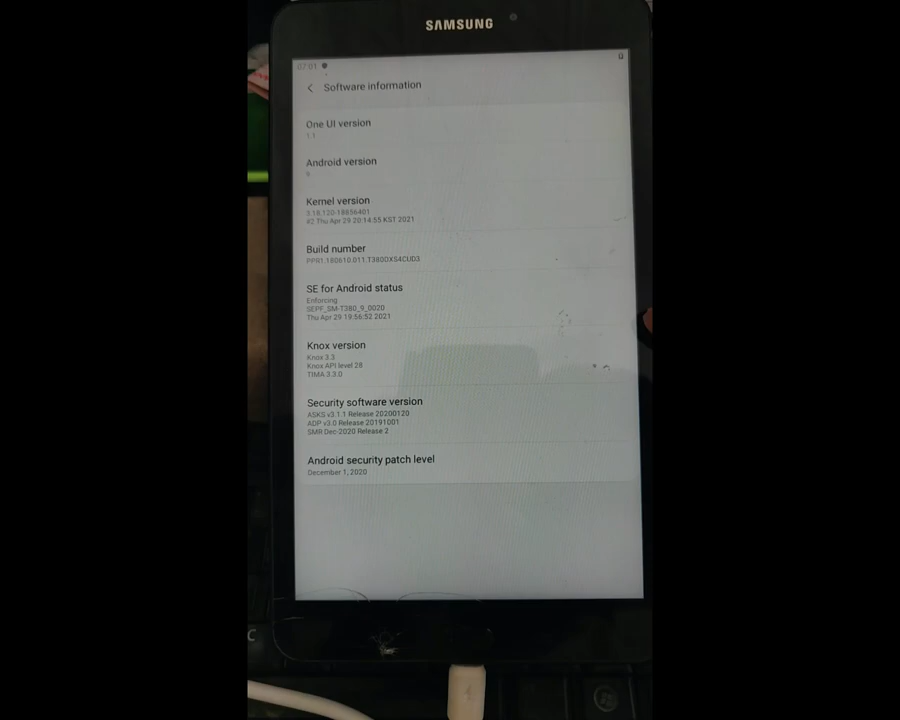 SAMSUNG
07:01
Software information
One UI version
1.1
Android version
9
Kernel version
3.18.120-18856401
#2 Thu Apr 29 20:14:55 KST 2021
Build number
PPR1.180610.011.T380DXS4CUD3
SE for Android status
Enforcing
SEPF_SM-T380_9_0020
Thu Apr 29 19:56:52 2021
Knox version
Knox 3.3
Knox API level 28
TIMA 3.3.0
Security software version
ASKS v3.1.1 Release 20200120
ADP v3.0 Release 20191001
SMR Dec-2020 Release 2
Android security patch level
December 1, 2020
C